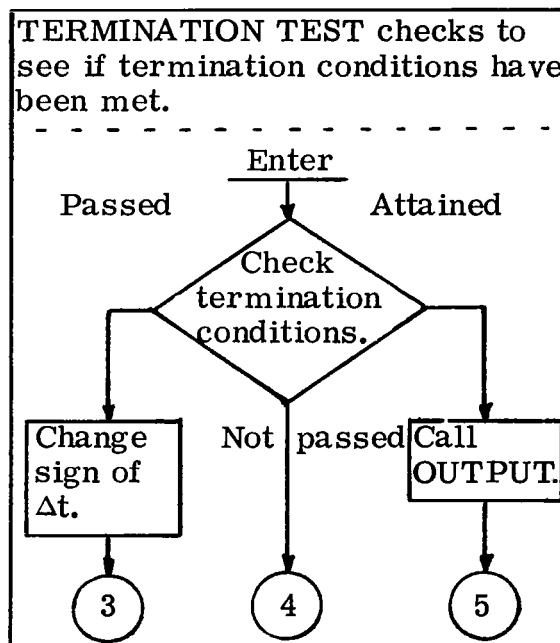 TERMINATION TEST checks to
see if termination conditions have
been met.
Enter
Passed
Attained
Check
termination
conditions.
Change
sign of
Δt.
Not passed
Call
OUTPUT.
3
4
5